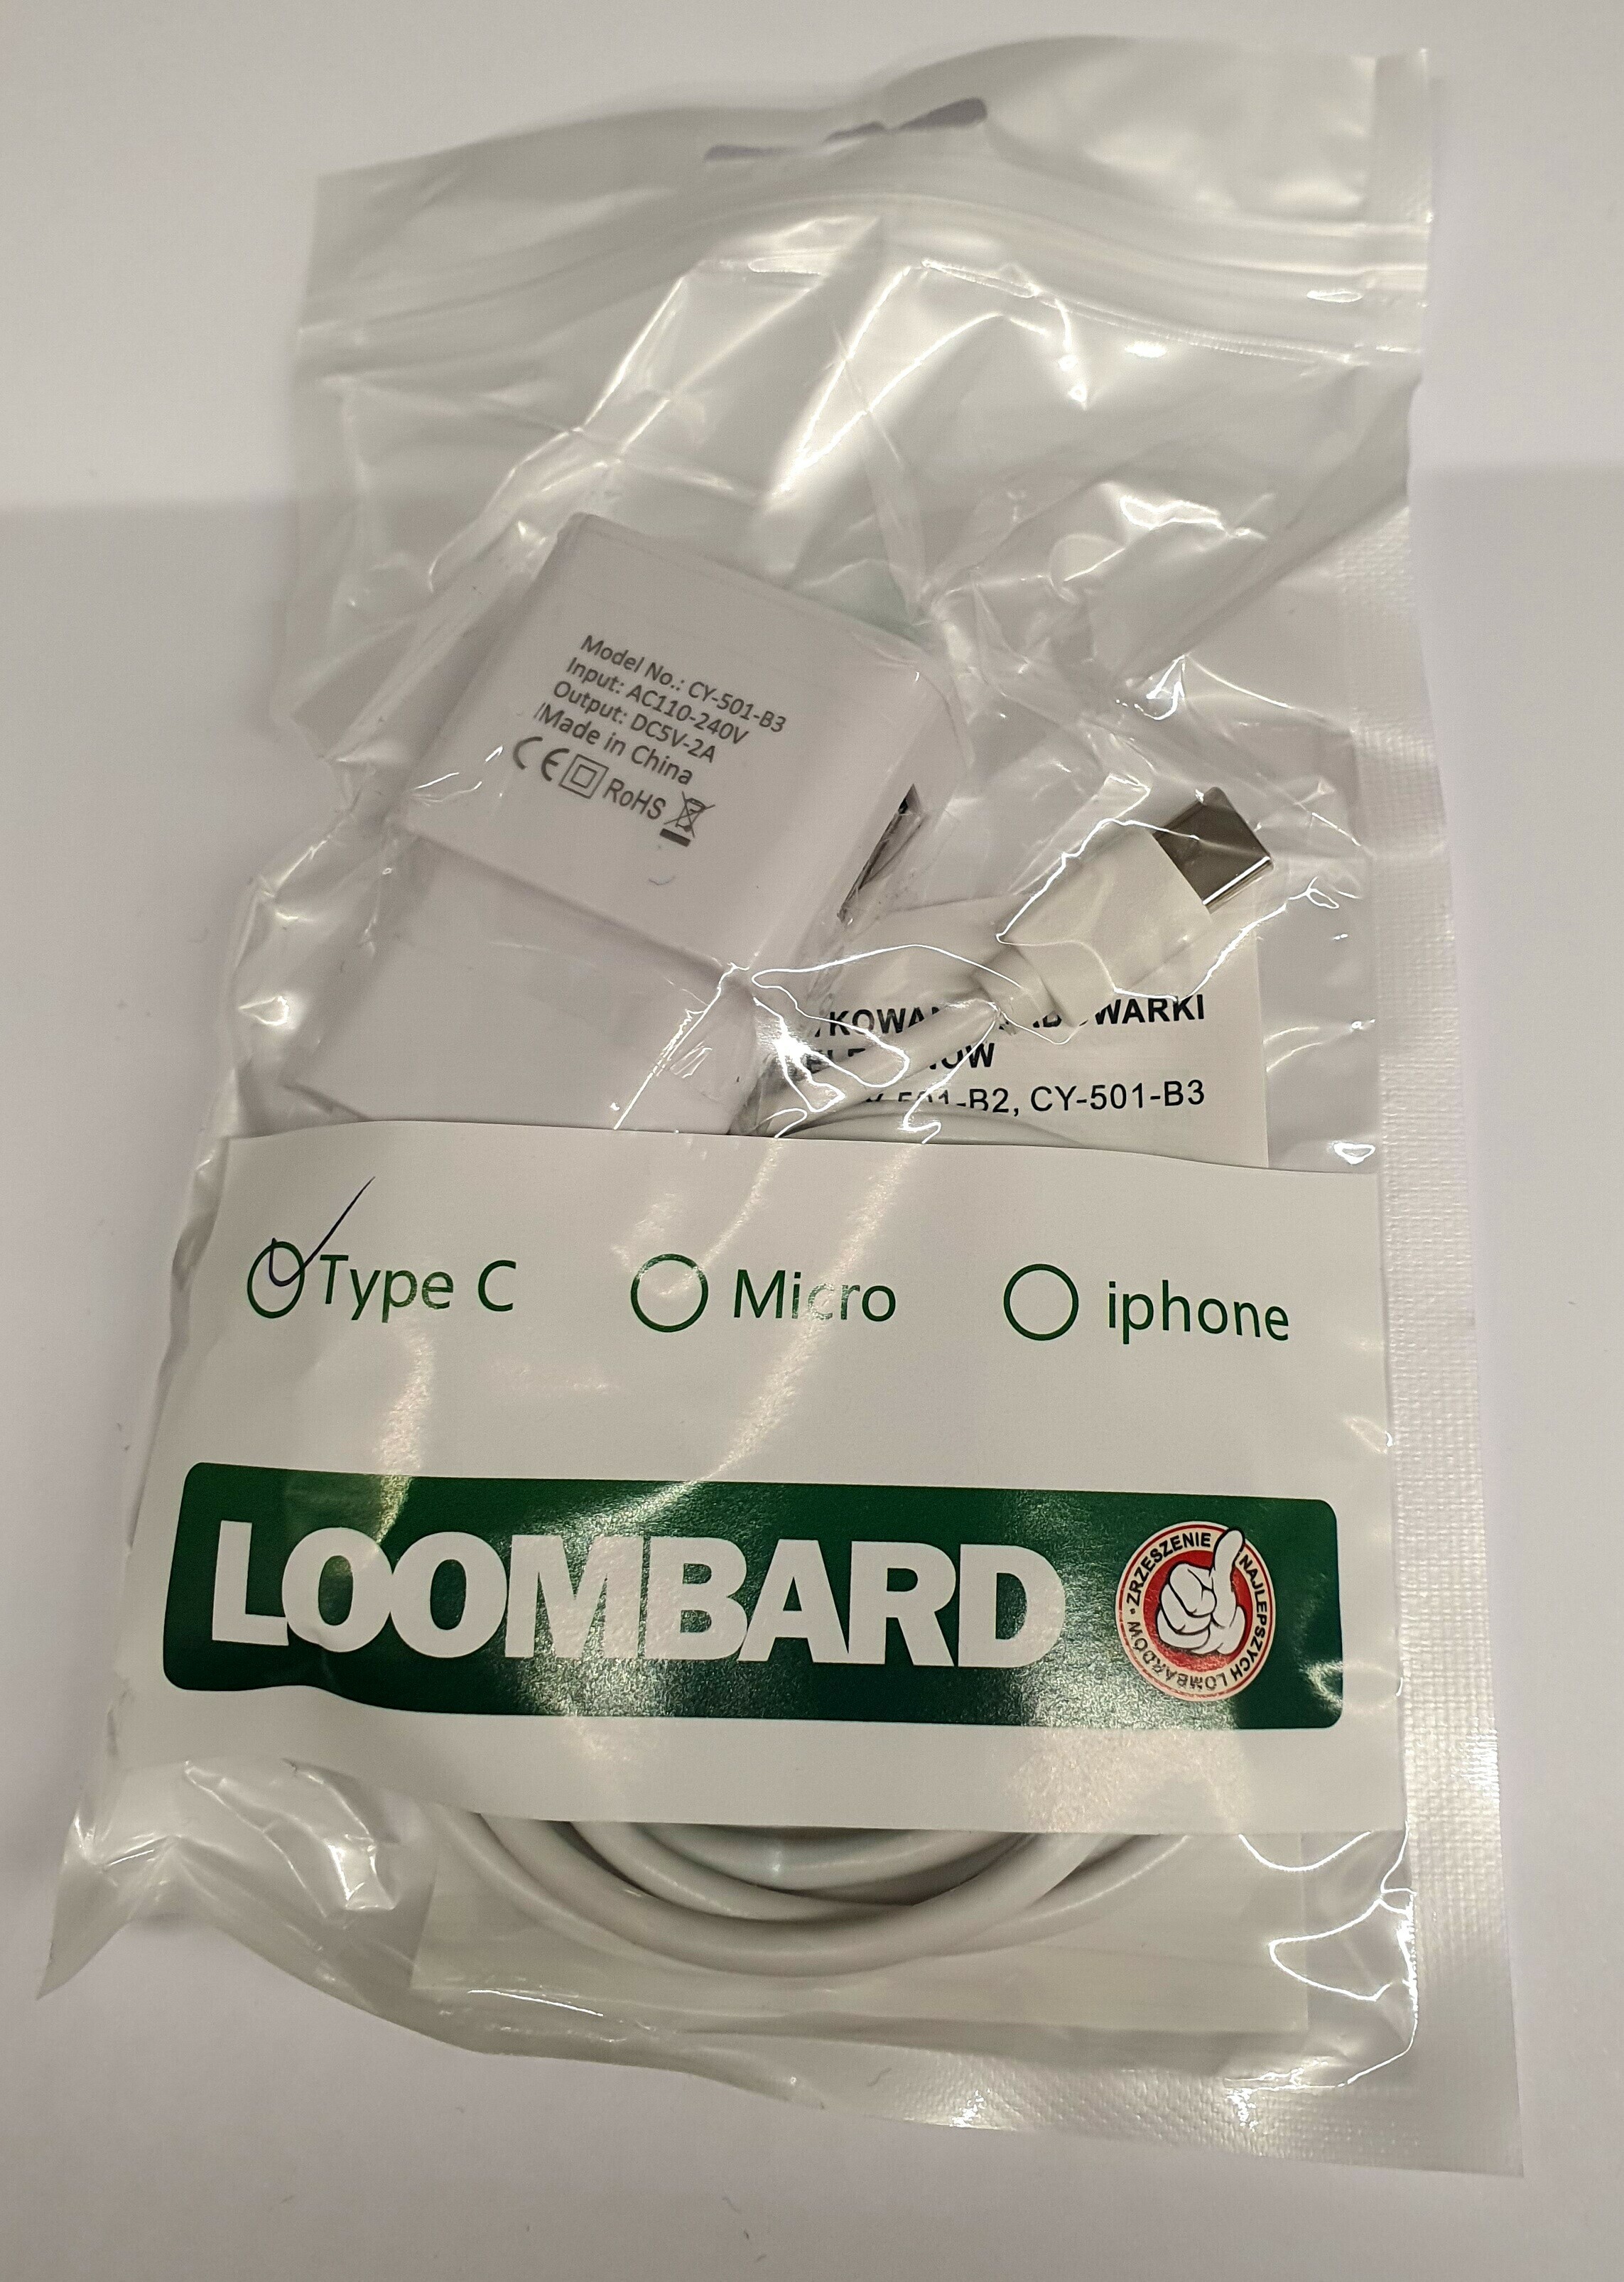 Model No.: CY-501-B3
Input: AC110-240V
Output: DC5V-2A
Made in China
CE RoHS
WARKI
501-B2, CY-501-B3
Type C Micro iphone
LOOMBARD
ZRZESZENIE NAJLEPSZYCH LOMBARDÓW